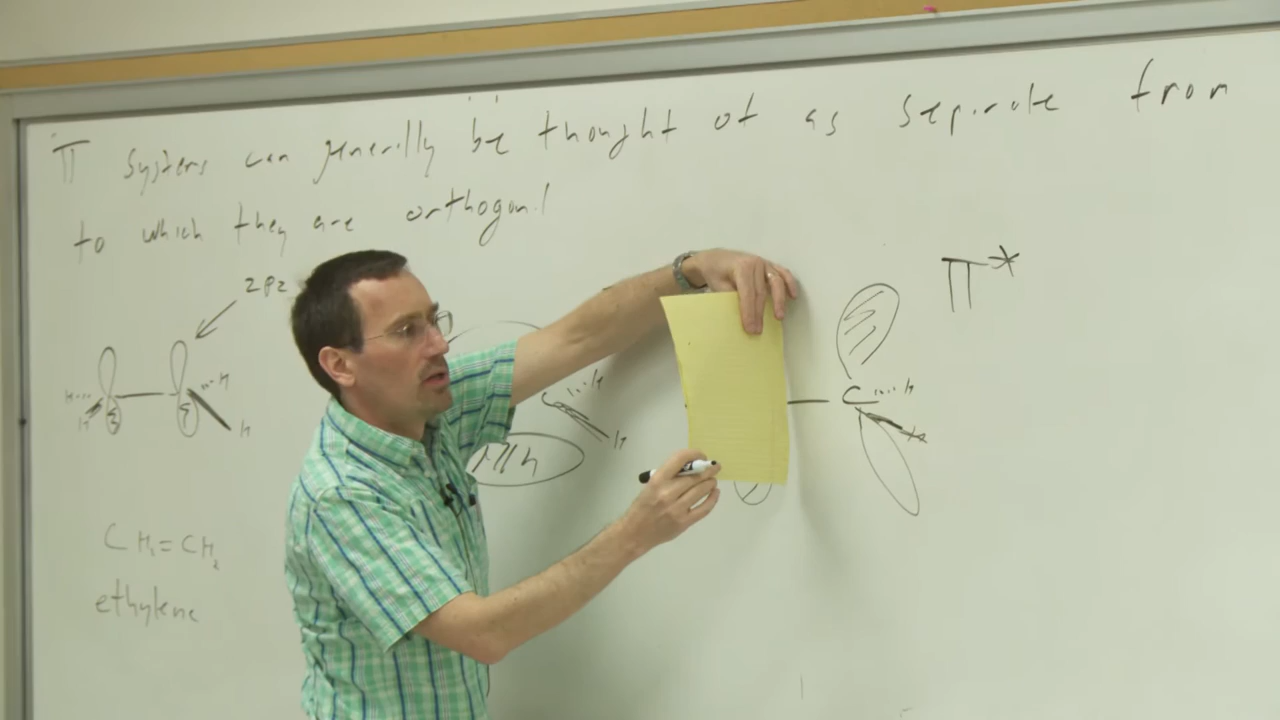 π systems can generally be thought of as separate from
to which they are orthogonal
π*
2pz
H C H
H H
C H
H
CH2=CH2
ethylene